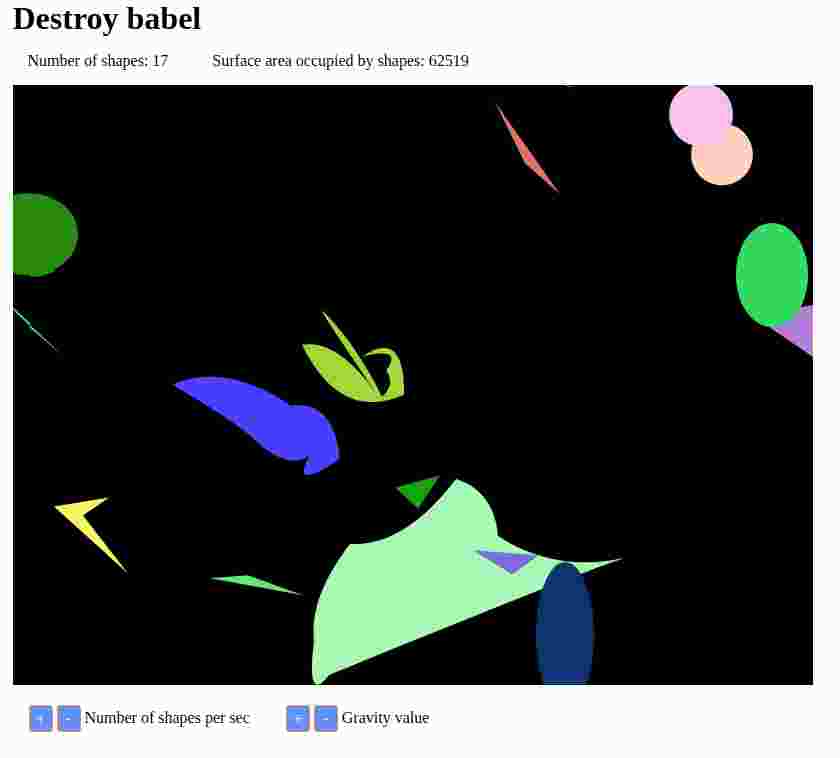 Destroy babel
Number of shapes: 17 Surface area occupied by shapes: 62519
+ - Number of shapes per sec + - Gravity value